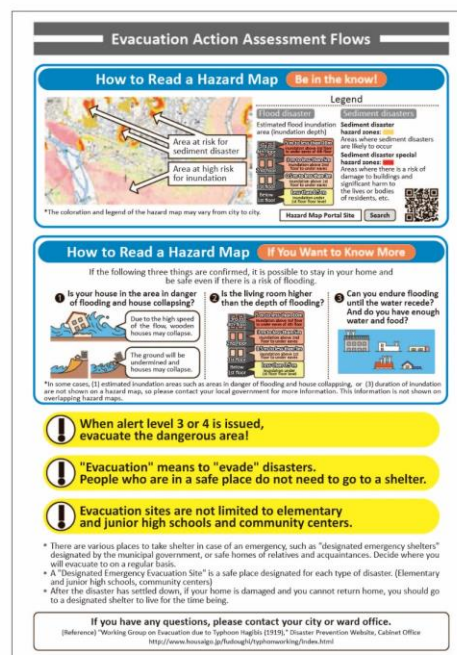 Evacuation Action Assessment Flows
How to Read a Hazard Map
Be in the know!
Area at risk for
sediment disaster
Area at high risk
for inundation
Legend
Flood disaster
Estimated flood inundation
area (inundation depth)
Sediment disasters
Sediment disaster
hazard zones:
Areas where sediment disasters
are likely to occur
Sediment disaster special
hazard zones:
Areas where there is a risk of
damage to buildings and
significant harm to
the lives or bodies
of residents, etc.
*The coloration and legend of the hazard map may vary from city to city.
Hazard Map Portal Site
Search
How to Read a Hazard Map
If You Want to Know More
If the following three things are confirmed, it is possible to stay in your home and
be safe even if there is a risk of flooding.
1 Is your house in the area in danger
of flooding and house collapsing?
Due to the high speed
of the flow, wooden
houses may collapse.
The ground will be
undermined and
houses may collapse.
2 Is the living room higher
than the depth of flooding?
3 Can you endure flooding
until the water recede?
And do you have enough
water and food?
*In some cases, (1) estimated inundation areas such as areas in danger of flooding and house collapsing, or (3) duration of inundation
are not shown on a hazard map, so please contact your local government for more information. This information is not shown on
overlapping hazard maps.
When alert level 3 or 4 is issued,
evacuate the dangerous area!
"Evacuation" means to "evade" disasters.
People who are in a safe place do not need to go to a shelter.
Evacuation sites are not limited to elementary
and junior high schools and community centers.
* There are various places to take shelter in case of an emergency, such as "designated emergency shelters"
designated by the municipal government, or safe homes of relatives and acquaintances. Decide where you
will evacuate to on a regular basis.
* A "Designated Emergency Evacuation Site" is a safe place designated for each type of disaster. (Elementary
and junior high schools, community centers)
* After the disaster has settled down, if your home is damaged and you cannot return home, you should go
to a designated shelter to live for the time being.
If you have any questions, please contact your city or ward office.
(Reference) "Working Group on Evacuation due to Typhoon Hagibis (1919)," Disaster Prevention Website, Cabinet Office